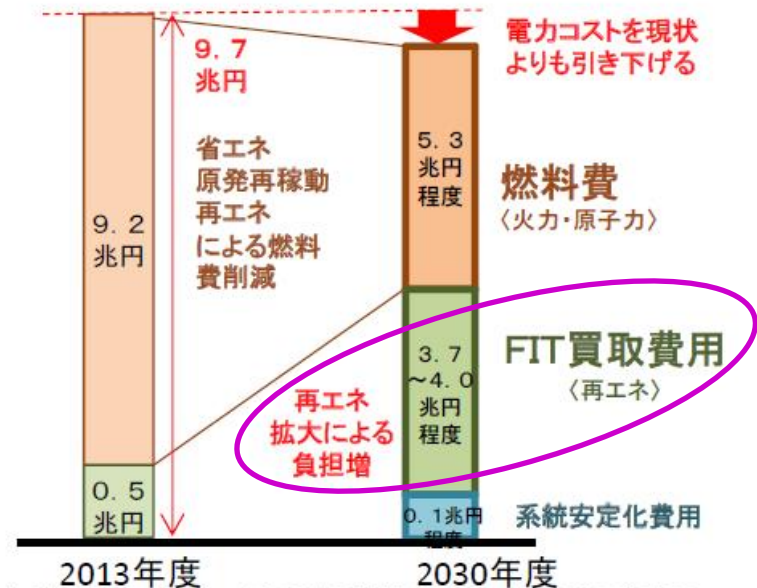 電力コストを現状
よりも引き下げる
9.7
兆円
省エネ
原発再稼動
再エネ
による燃料
費削減
9.2
兆円
5.3
兆円
程度
燃料費
〈火力・原子力〉
3.7
～4.0
兆円
程度
FIT買取費用
〈再エネ〉
再エネ
拡大による
負担増
0.5
兆円
0.1兆円
程度
系統安定化費用
2013年度
2030年度